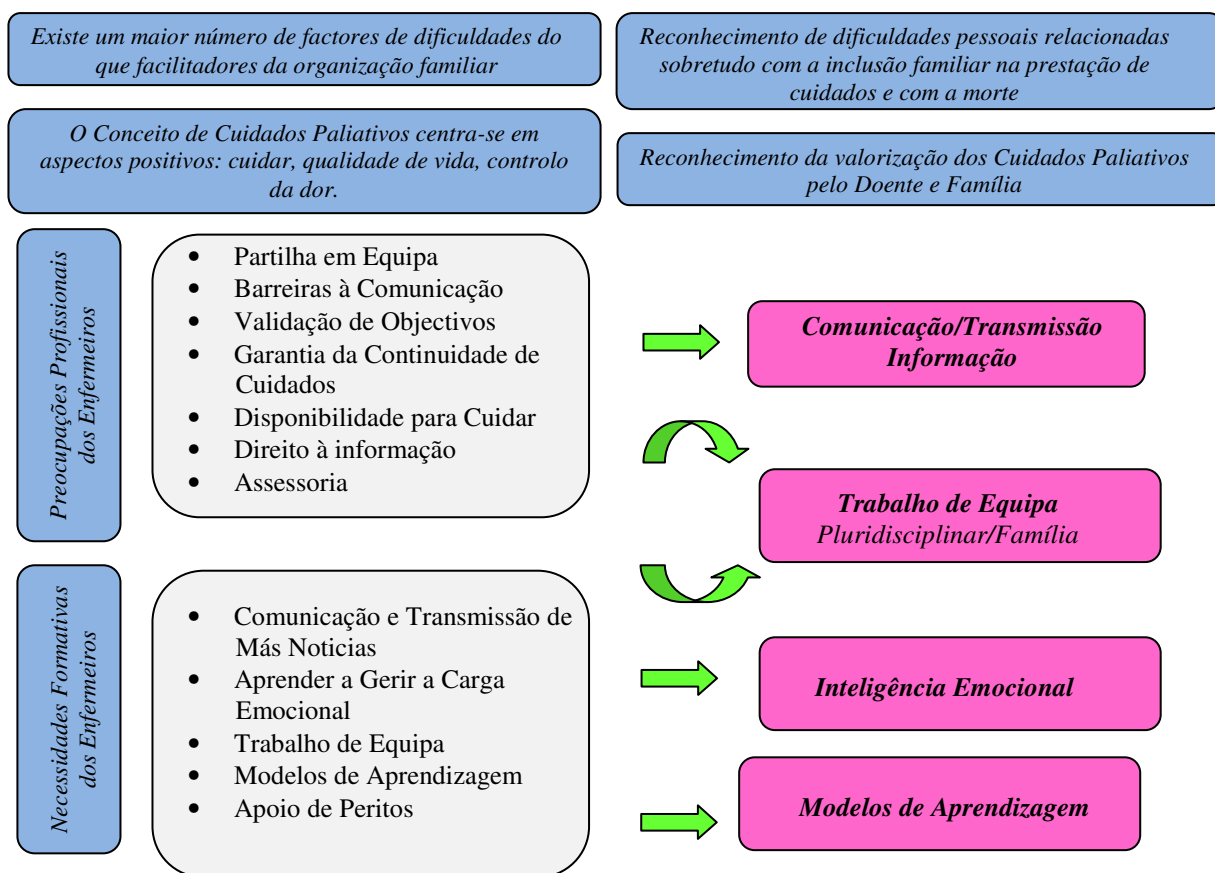 Existe um maior número de factores de dificuldades do
que facilitadores da organização familiar
Reconhecimento de dificuldades pessoais relacionadas
sobretudo com a inclusão familiar na prestação de
cuidados e com a morte
O Conceito de Cuidados Paliativos centra-se em
aspectos positivos: cuidar, qualidade de vida, controlo
da dor.
Reconhecimento da valorização dos Cuidados Paliativos
pelo Doente e Família
Preocupações Profissionais
dos Enfermeiros
• Partilha em Equipa
• Barreiras à Comunicação
• Validação de Objectivos
• Garantia da Continuidade de
Cuidados
• Disponibilidade para Cuidar
• Direito à informação
• Assessoria
Comunicação/Transmissão
Informação
Trabalho de Equipa
Pluridisciplinar/Família
Necessidades Formativas
dos Enfermeiros
• Comunicação e Transmissão de
Más Noticias
• Aprender a Gerir a Carga
Emocional
• Trabalho de Equipa
• Modelos de Aprendizagem
• Apoio de Peritos
Inteligência Emocional
Modelos de Aprendizagem